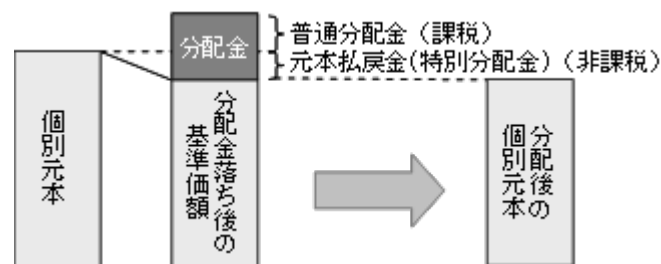 分配金
普通分配金（課税）
元本払戻金(特別分配金)（非課税）
個別元本
分配金落ち後の
基準価額
分配後の
個別元本